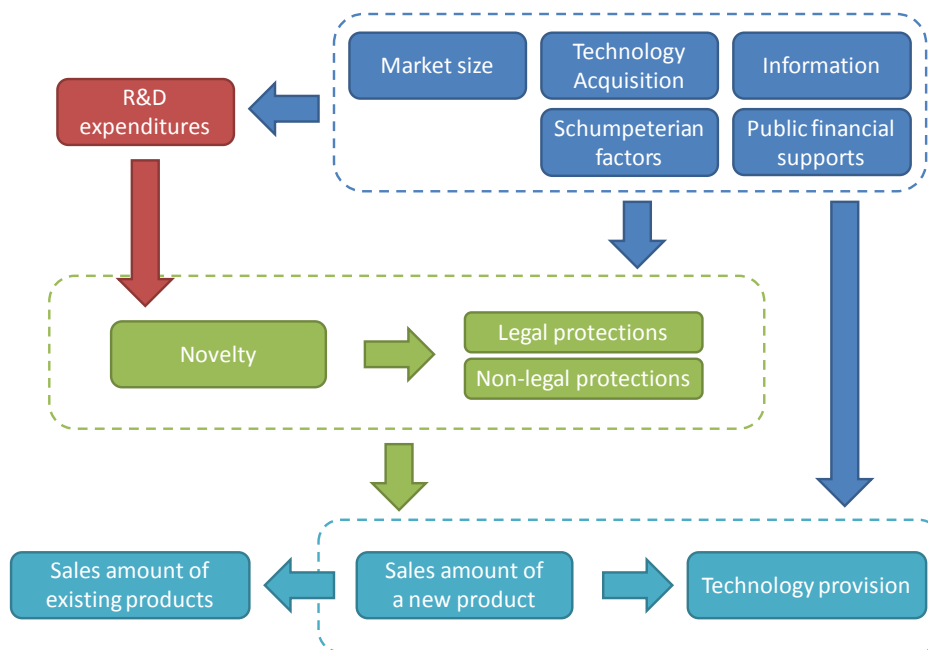 Market size
Technology
Acquisition
Information
R&D
expenditures
Schumpeterian
factors
Public financial
supports
Novelty
Legal protections
Non-legal protections
Sales amount of
existing products
Sales amount of
a new product
Technology provision